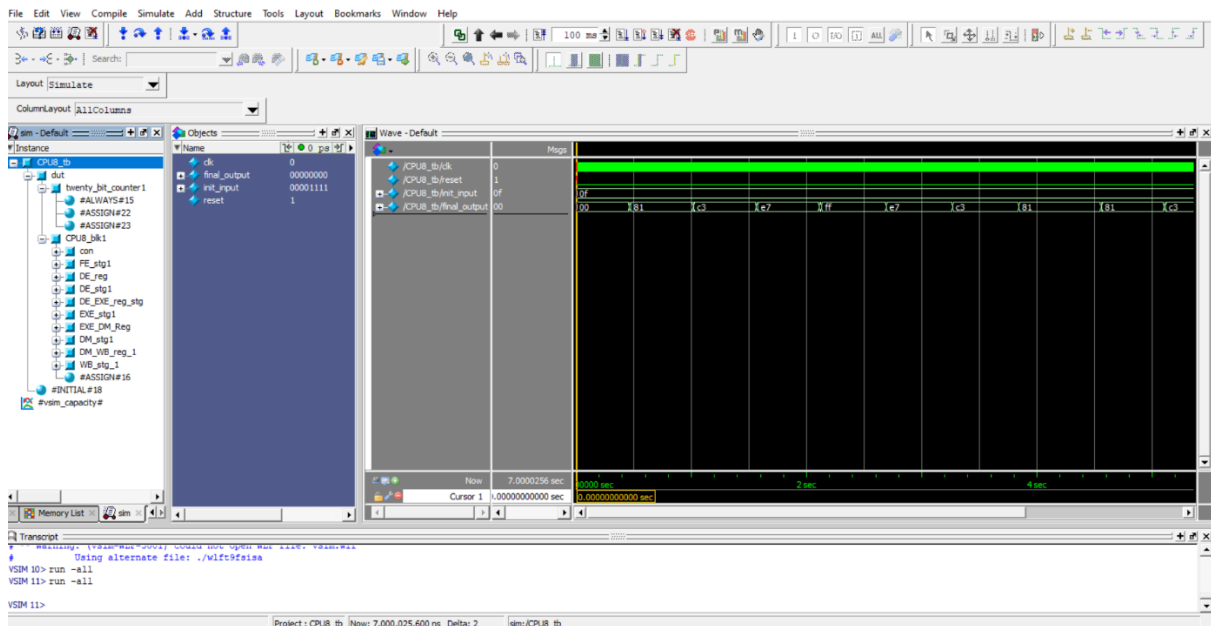 File Edit View Compile Simulate Add Structure Tools Layout Bookmarks Window Help
100 ms
Search:
Layout Simulate
ColumnLayout AllColumns
sim - Default
Instance
CPU8_tb
dut
twenty_bit_counter1
#ALWAYS#15
#ASSIGN#22
#ASSIGN#23
CPU8_blk1
con
FE_stg1
DE_reg
DE_stg1
DE_EXE_reg_stg
EXE_stg1
EXE_DM_Reg
DM_stg1
DM_WB_reg_1
WB_stg_1
#ASSIGN#16
#INITIAL#18
#vsim_capacity#
Memory List sim
Objects
Name 0 ps
clk 0
final_output 00000000
init_input 00001111
reset 1
Wave - Default
Msgs
/CPU8_tb/clk 0
/CPU8_tb/reset 1
/CPU8_tb/init_input 0f 0f
/CPU8_tb/final_output 00 00 81 c3 e7 ff e7 c3 81 81 c3
Now 7.0000256 sec 00000 sec 2 sec 4 sec
Cursor 1 .00000000000 sec 0.00000000000 sec
Transcript
# Using alternate file: ./wlft9fsisa
VSIM 10> run -all
VSIM 11> run -all
VSIM 11>
Project : CPU8_tb Now: 7,000,025,600 ns Delta: 2 sim:/CPU8_tb